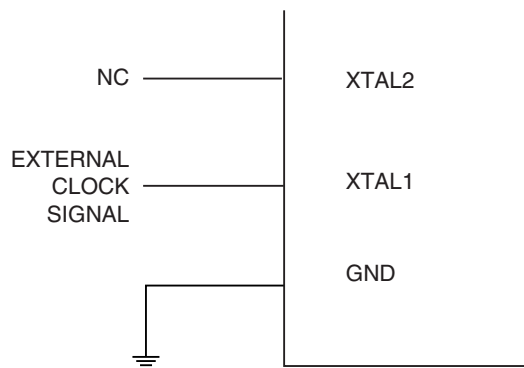 NC
XTAL2
EXTERNAL
CLOCK
SIGNAL
XTAL1
GND